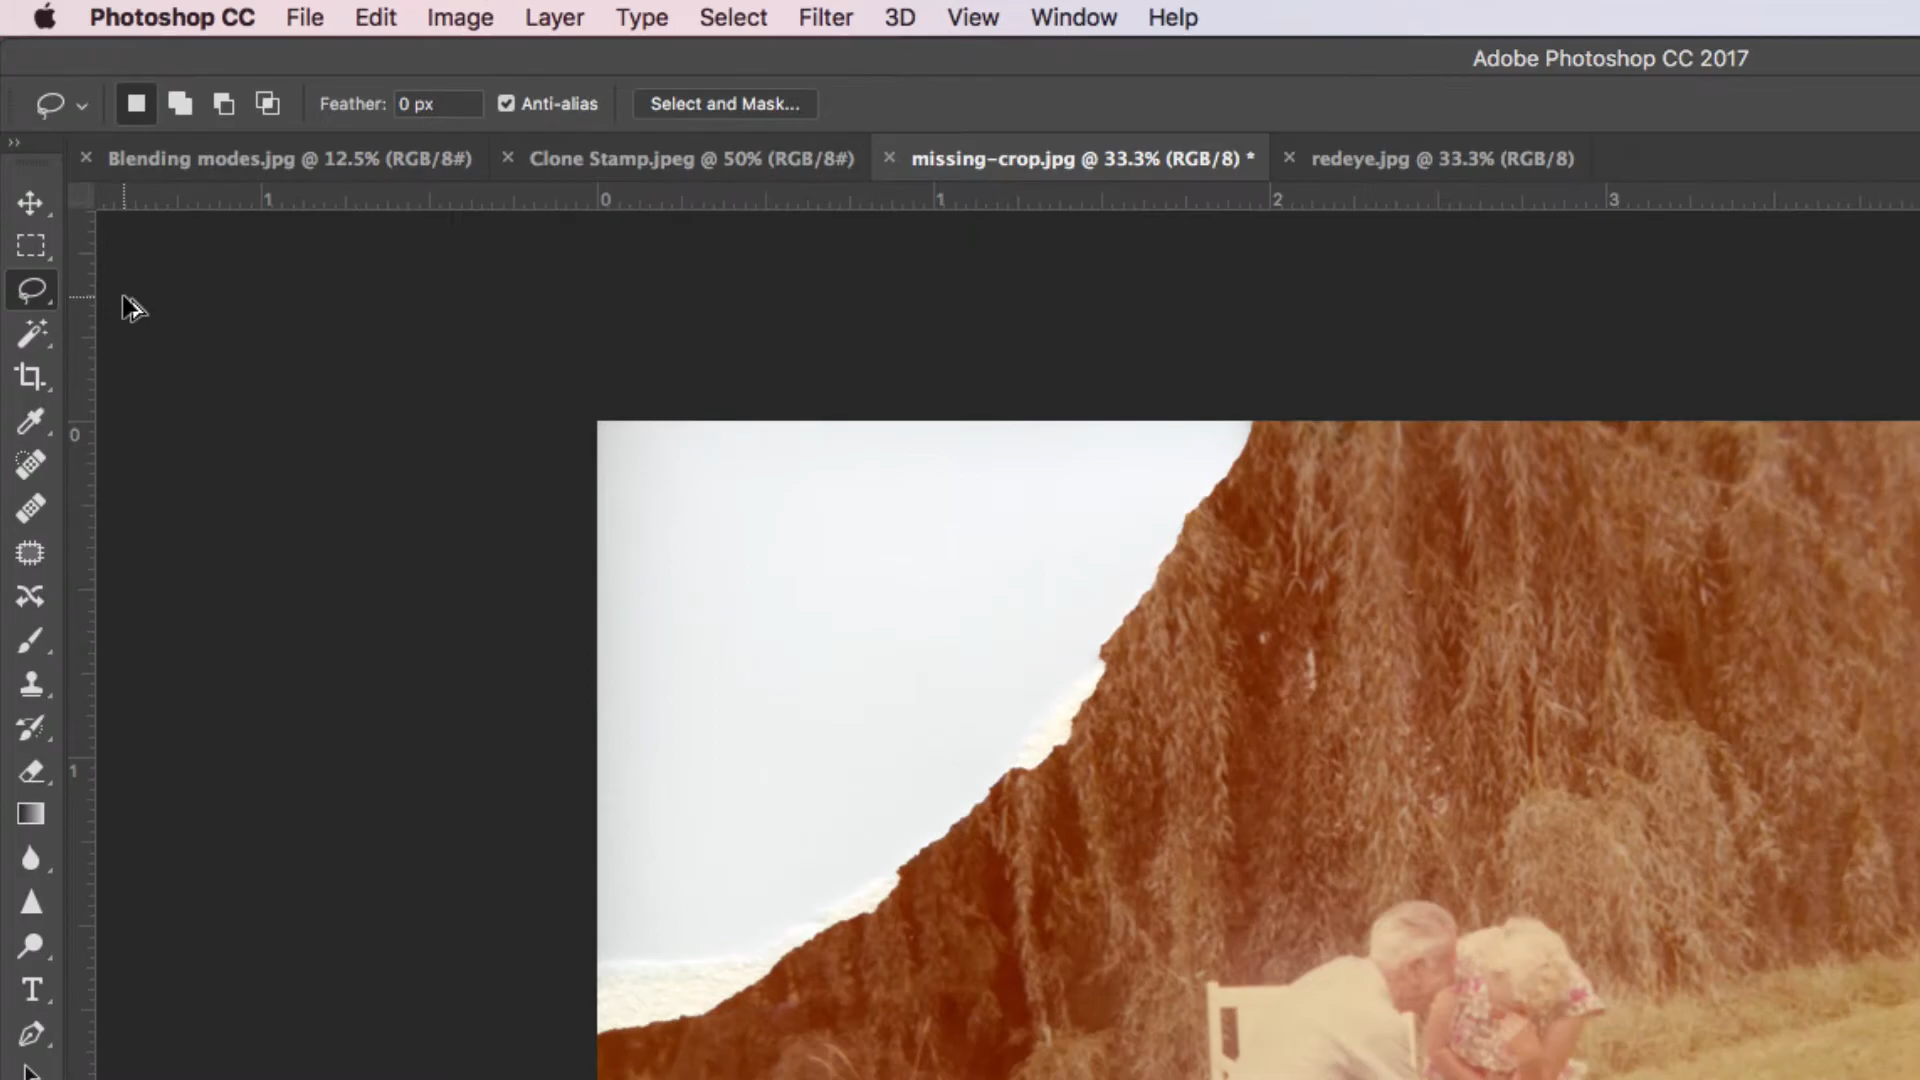 Photoshop CC File Edit Image Layer Type Select Filter 3D View Window Help
Adobe Photoshop CC 2017
Feather: 0 px Anti-alias Select and Mask...
Blending modes.jpg @ 12.5% (RGB/8#) Clone Stamp.jpeg @ 50% (RGB/8#) missing-crop.jpg @ 33.3% (RGB/8) * redeye.jpg @ 33.3% (RGB/8)
1 0 1 2 3
0
1